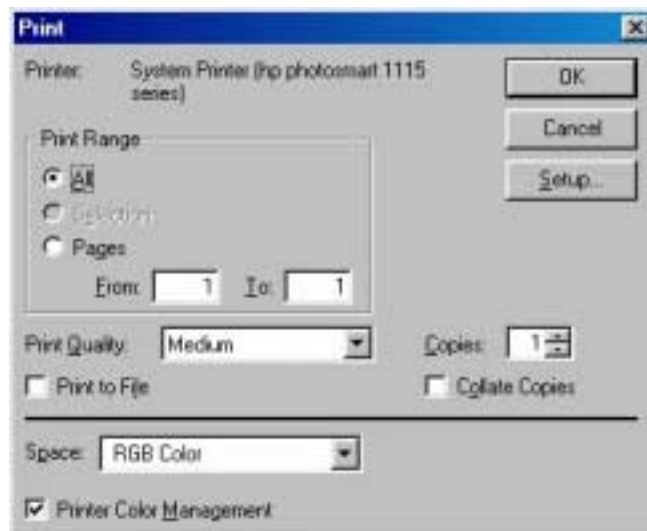 Print
Printer: System Printer (hp photosmart 1115 series)
OK
Cancel
Setup...
Print Range
All
Selection
Pages
From: 1 To: 1
Print Quality: Medium
Copies: 1
Print to File
Collate Copies
Space: RGB Color
Printer Color Management